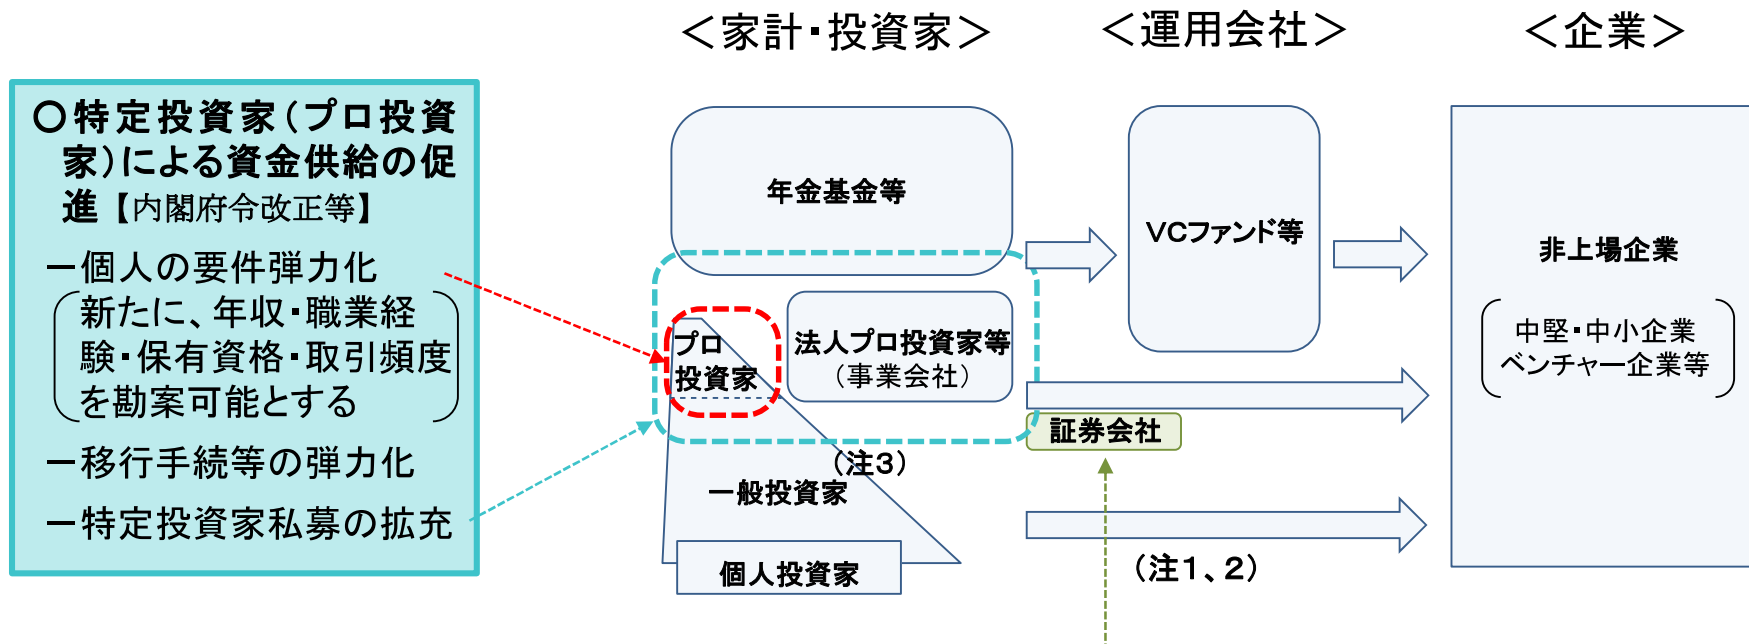 ＜家計・投資家＞
＜運用会社＞
＜企業＞
〇特定投資家（プロ投資
家）による資金供給の促
進【内閣府令改正等】
－個人の要件弾力化
新たに、年収・職業経
験・保有資格・取引頻度
を勘案可能とする
－移行手続等の弾力化
－特定投資家私募の拡充
年金基金等
プロ
投資家
法人プロ投資家等
（事業会社）
（注３）
一般投資家
個人投資家
ＶＣファンド等
証券会社
（注１、２）
非上場企業
中堅・中小企業
ベンチャー企業等